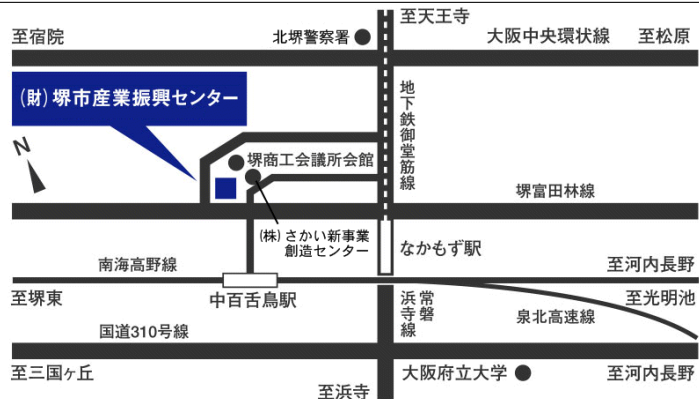 至天王寺
至宿院
北堺警察署
大阪中央環状線
至松原
(財)堺市産業振興センター
地下鉄御堂筋線
N
堺商工会議所会館
堺富田林線
(株)さかい新事業
創造センター
なかもず駅
南海高野線
至河内長野
至堺東
中百舌鳥駅
常磐
浜寺線
至光明池
泉北高速線
国道310号線
至三国ヶ丘
大阪府立大学
至河内長野
至浜寺